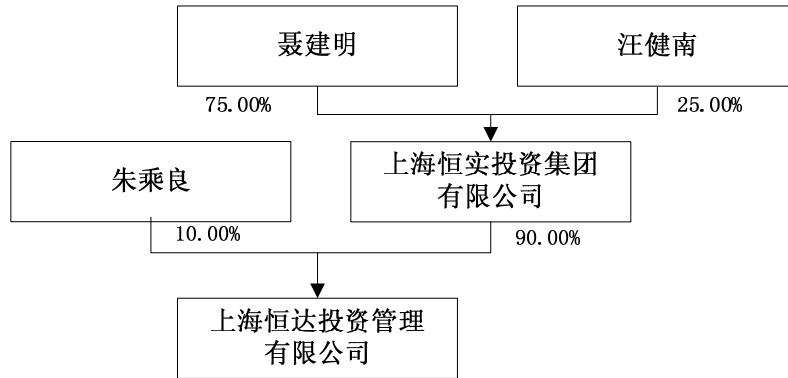 聂建明
汪健南
75.00%
25.00%
朱乘良
上海恒实投资集团
有限公司
10.00%
90.00%
上海恒达投资管理
有限公司